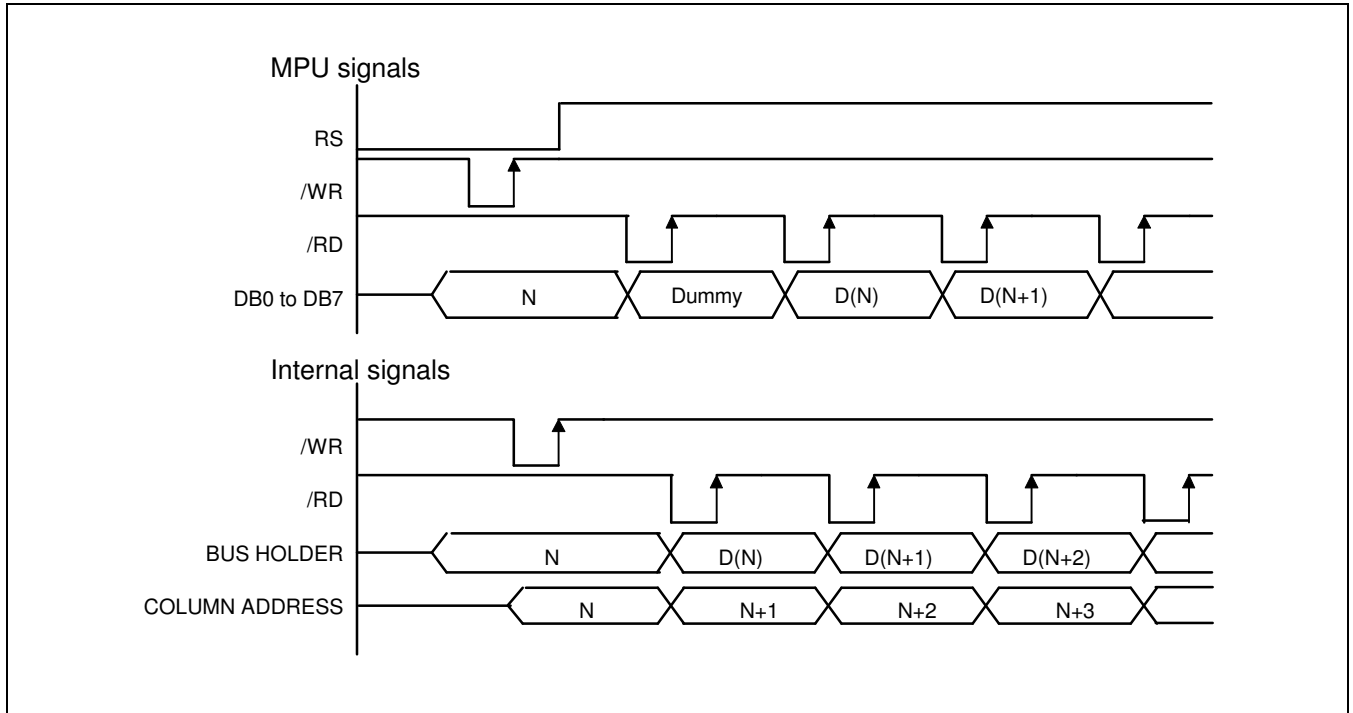 MPU signals
RS
/WR
/RD
DB0 to DB7 N Dummy D(N) D(N+1)
Internal signals
/WR
/RD
BUS HOLDER N D(N) D(N+1) D(N+2)
COLUMN ADDRESS N N+1 N+2 N+3